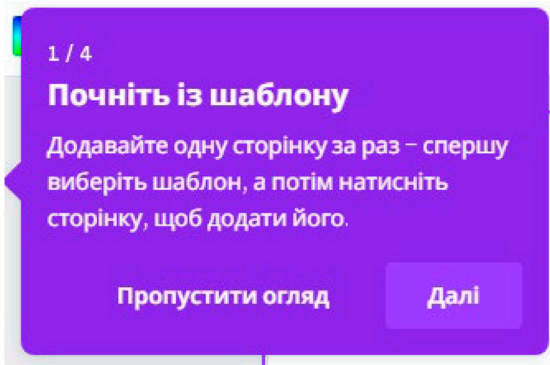 1 / 4
Почніть із шаблону
Додавайте одну сторінку за раз – спершу
виберіть шаблон, а потім натисніть
сторінку, щоб додати його.
Пропустити огляд
Далі